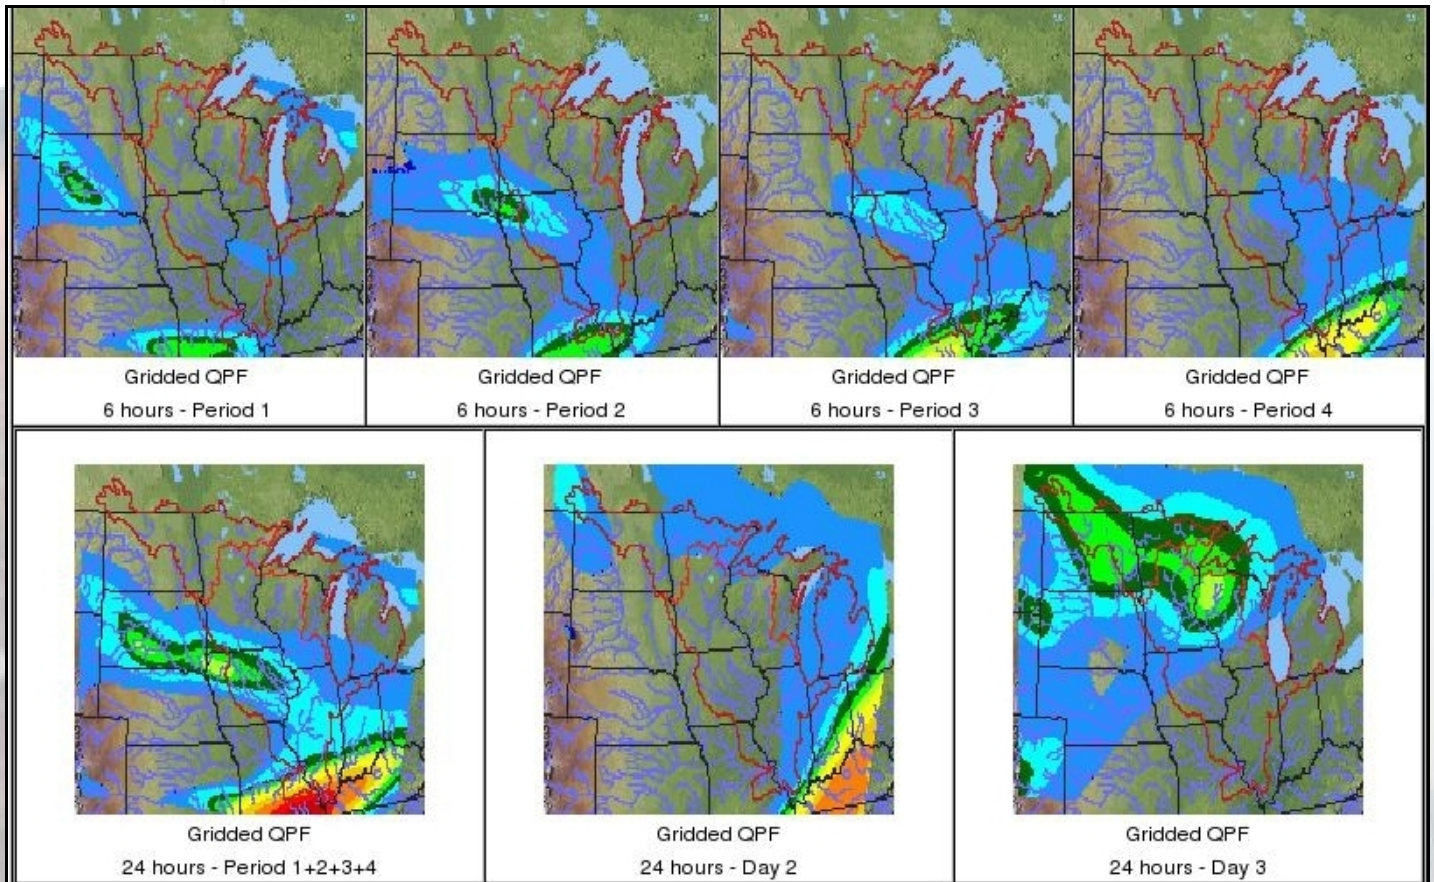 Gridded QPF
6 hours - Period 1
Gridded QPF
6 hours - Period 2
Gridded QPF
6 hours - Period 3
Gridded QPF
6 hours - Period 4
Gridded QPF
24 hours - Period 1+2+3+4
Gridded QPF
24 hours - Day 2
Gridded QPF
24 hours - Day 3